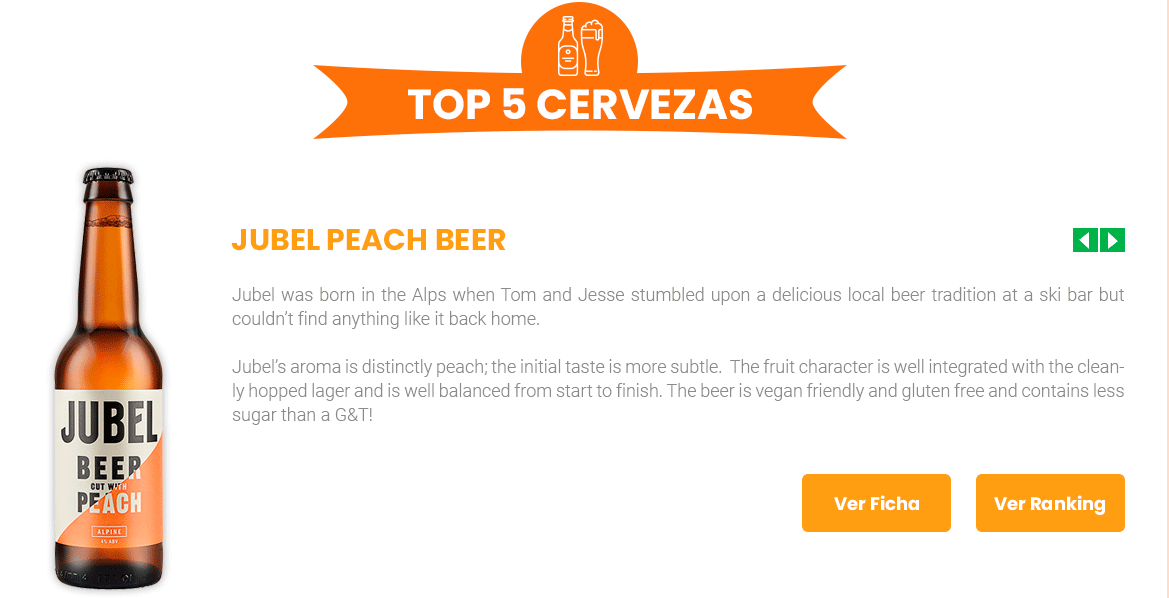 TOP 5 CERVEZAS
JUBEL PEACH BEER
Jubel was born in the Alps when Tom and Jesse stumbled upon a delicious local beer tradition at a ski bar but
couldn’t find anything like it back home.
Jubel’s aroma is distinctly peach; the initial taste is more subtle.  The fruit character is well integrated with the clean-
ly hopped lager and is well balanced from start to finish. The beer is vegan friendly and gluten free and contains less
sugar than a G&T!
JUBEL
BEER
CUT WITH
PEACH
ALPINE
4% ABV
Ver Ficha
Ver Ranking